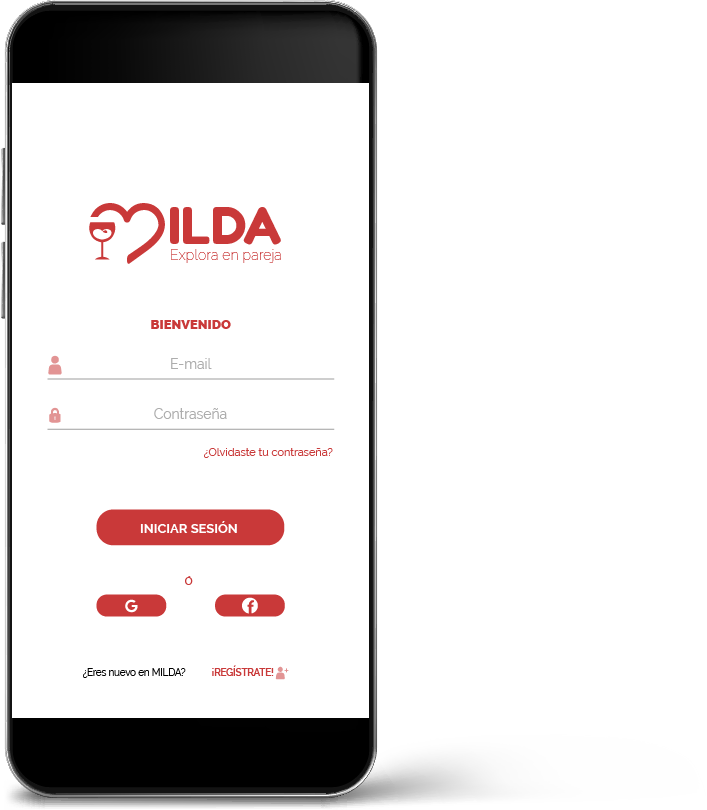 MILDA
Explora en pareja
BIENVENIDO
E-mail
Contraseña
¿Olvidaste tu contraseña?
INICIAR SESIÓN
Ó
G f
¿Eres nuevo en MILDA? ¡REGÍSTRATE!